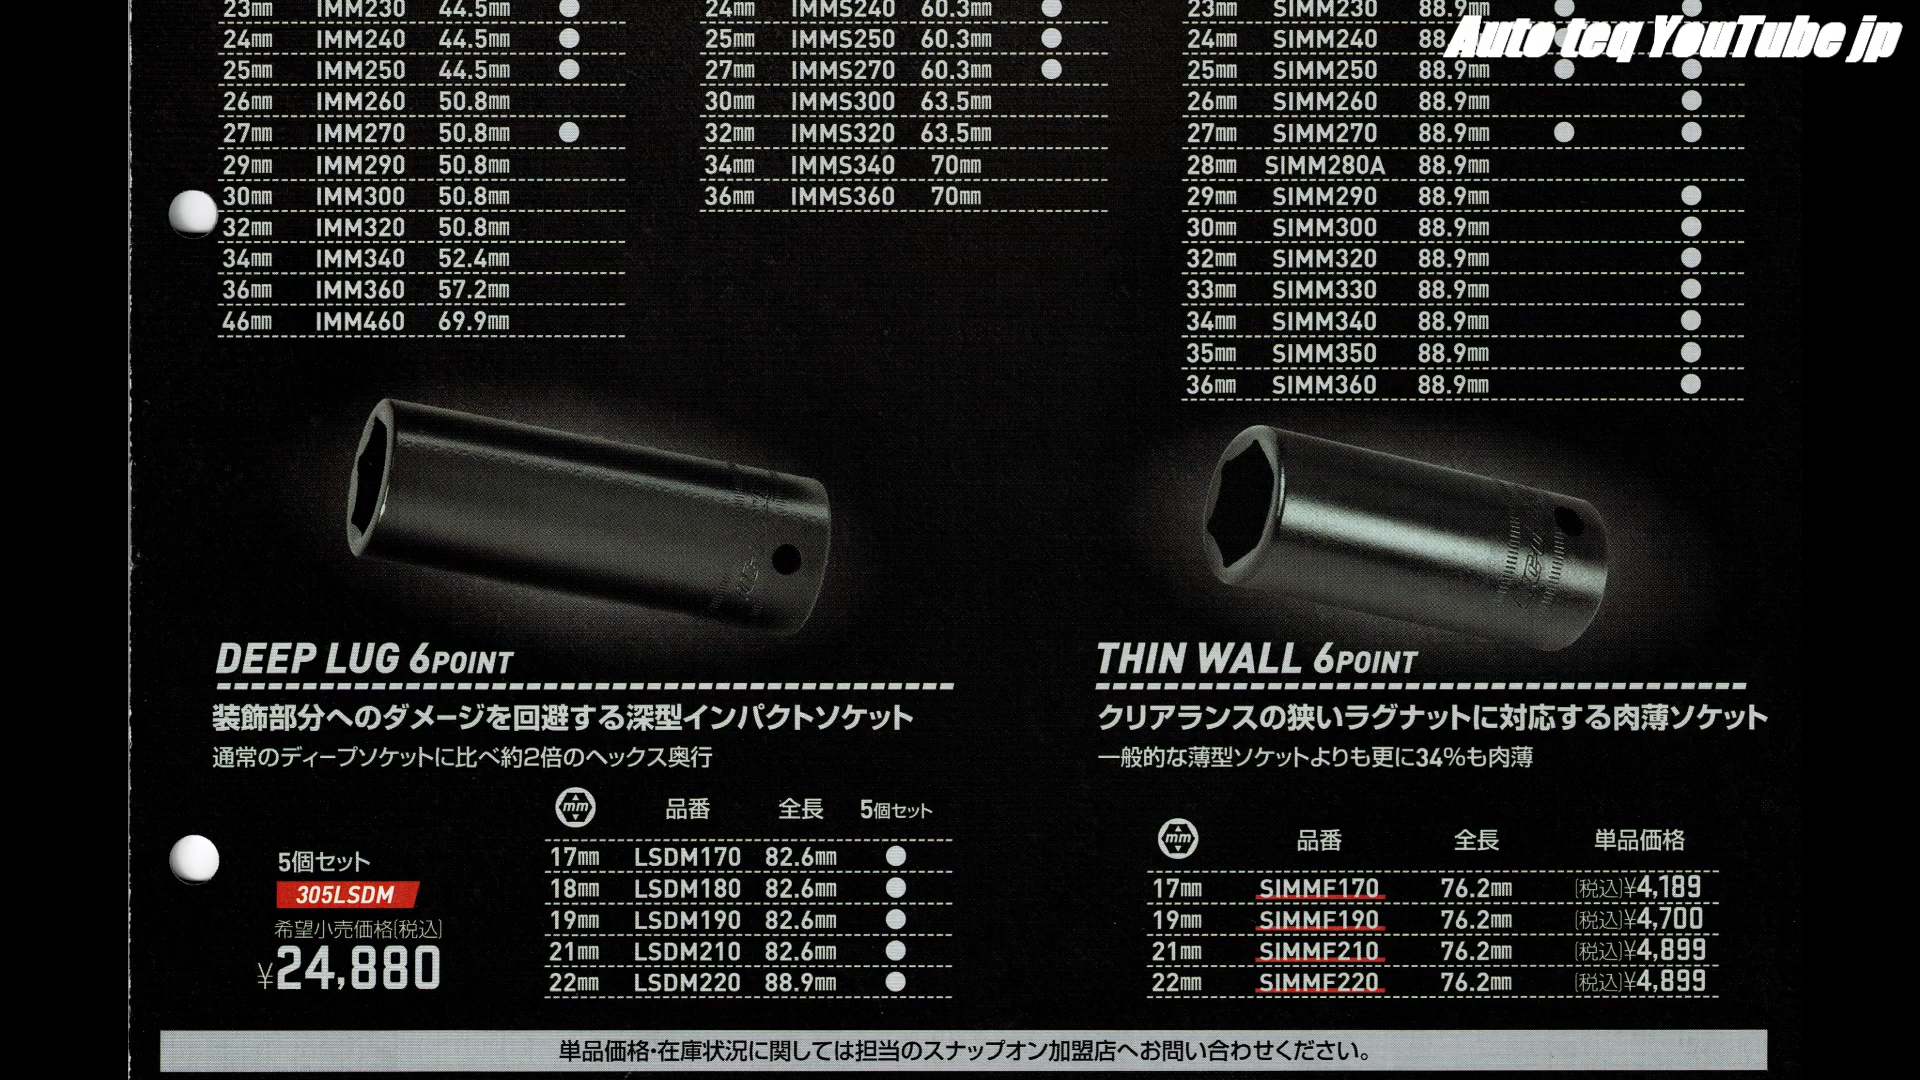 Auto teq YouTube jp
23mm IMM230 44.5mm ●
24mm IMM240 44.5mm ●
25mm IMM250 44.5mm ●
26mm IMM260 50.8mm
27mm IMM270 50.8mm ●
29mm IMM290 50.8mm
30mm IMM300 50.8mm
32mm IMM320 50.8mm
34mm IMM340 52.4mm
36mm IMM360 57.2mm
46mm IMM460 69.9mm
24mm IMMS240 60.3mm ●
25mm IMMS250 60.3mm ●
27mm IMMS270 60.3mm ●
30mm IMMS300 63.5mm
32mm IMMS320 63.5mm
34mm IMMS340 70mm
36mm IMMS360 70mm
23mm SIMM230 88.9mm ● ●
24mm SIMM240 88
25mm SIMM250 88.9mm ● ●
26mm SIMM260 88.9mm ●
27mm SIMM270 88.9mm ● ●
28mm SIMM280A 88.9mm
29mm SIMM290 88.9mm ●
30mm SIMM300 88.9mm ●
32mm SIMM320 88.9mm ●
33mm SIMM330 88.9mm ●
34mm SIMM340 88.9mm ●
35mm SIMM350 88.9mm ●
36mm SIMM360 88.9mm ●
DEEP LUG 6POINT
装飾部分へのダメージを回避する深型インパクトソケット
通常のディープソケットに比べ約2倍のヘックス奥行
5個セット
305LSDM
希望小売価格(税込)
¥24,880
mm 品番 全長 5個セット
17mm LSDM170 82.6mm ●
18mm LSDM180 82.6mm ●
19mm LSDM190 82.6mm ●
21mm LSDM210 82.6mm ●
22mm LSDM220 88.9mm ●
THIN WALL 6POINT
クリアランスの狭いラグナットに対応する肉薄ソケット
一般的な薄型ソケットよりも更に34%も肉薄
mm 品番 全長 単品価格
17mm SIMMF170 76.2mm (税込)¥4,189
19mm SIMMF190 76.2mm (税込)¥4,700
21mm SIMMF210 76.2mm (税込)¥4,899
22mm SIMMF220 76.2mm (税込)¥4,899
単品価格・在庫状況に関しては担当のスナップオン加盟店へお問い合わせください。